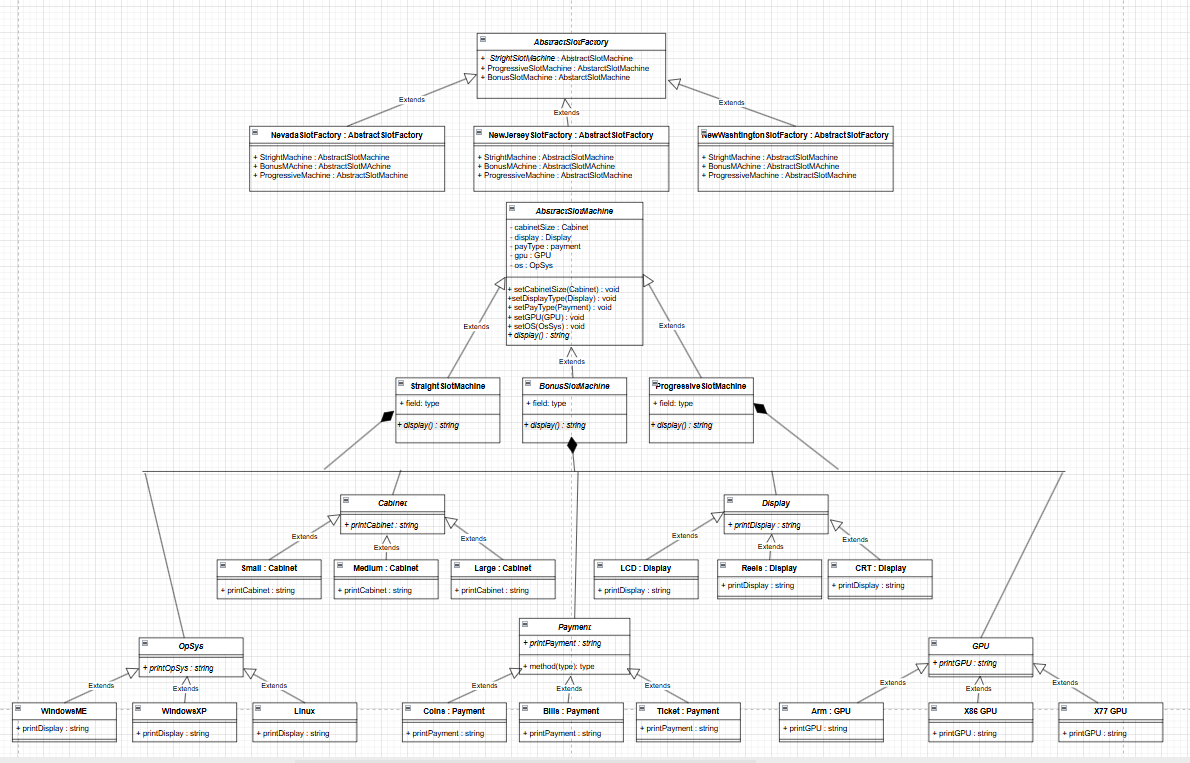 AbstractSlotFactory
+ StrightSlotMachine : AbstractSlotMachine
+ ProgressiveSlotMachine : AbstarctSlotMachine
+ BonusSlotMachine : AbstarctSlotMachine
Extends
Extends
Extends
NevadaSlotFactory : AbstractSlotFactory
+ StrightMachine : AbstractSlotMachine
+ BonusMAchine : AbstractSlotMAchine
+ ProgressiveMachine : AbstractSlotMachine
NewJerseySlotFactory : AbstractSlotFactory
+ StrightMachine : AbstractSlotMachine
+ BonusMachine : AbstractSlotMachine
+ ProgressiveMachine : AbstractSlotMachine
NewWashtingtonSlotFactory : AbstractSlotFactory
+ StrightMachine : AbstractSlotMachine
+ BonusMachine : AbstractSlotMachine
+ ProgressiveMachine : AbstractSlotMachine
AbstractSlotMachine
- cabinetSize : Cabinet
- display : Display
- payType : payment
- gpu : GPU
- os : OpSys
+ setCabinetSize(Cabinet) : void
+setDisplayType(Display) : void
+ setPayType(Payment) : void
+ setGPU(GPU) : void
+ setOS(OsSys) : void
+ display() : string
Extends
Extends
Extends
StraightSlotMachine
+ field: type
+ display() : string
BonusSlotMachine
+ field: type
+ display() : string
ProgressiveSlotMachine
+ field: type
+ display() : string
Cabinet
+ printCabinet : string
Display
+ printDisplay : string
Extends
Extends
Extends
Extends
Extends
Extends
Small : Cabinet
+ printCabinet : string
Medium : Cabinet
+ printCabinet : string
Large : Cabinet
+ printCabinet : string
LCD : Display
+ printDisplay : string
Reels : Display
+ printDisplay : string
CRT : Display
+ printDisplay : string
OpSys
+ printOpSys : string
Payment
+ printPayment : string
+ method(type): type
GPU
+ printGPU : string
Extends
Extends
Extends
Extends
Extends
Extends
Extends
Extends
Extends
WindowsME
+ printDisplay : string
WindowsXP
+ printDisplay : string
Linux
+ printDisplay : string
Coins : Payment
+ printPayment : string
Bills : Payment
+ printPayment : string
Ticket : Payment
+ printPayment : string
Arm : GPU
+ printGPU : string
X86 GPU
+ printGPU : string
X77 GPU
+ printGPU : string